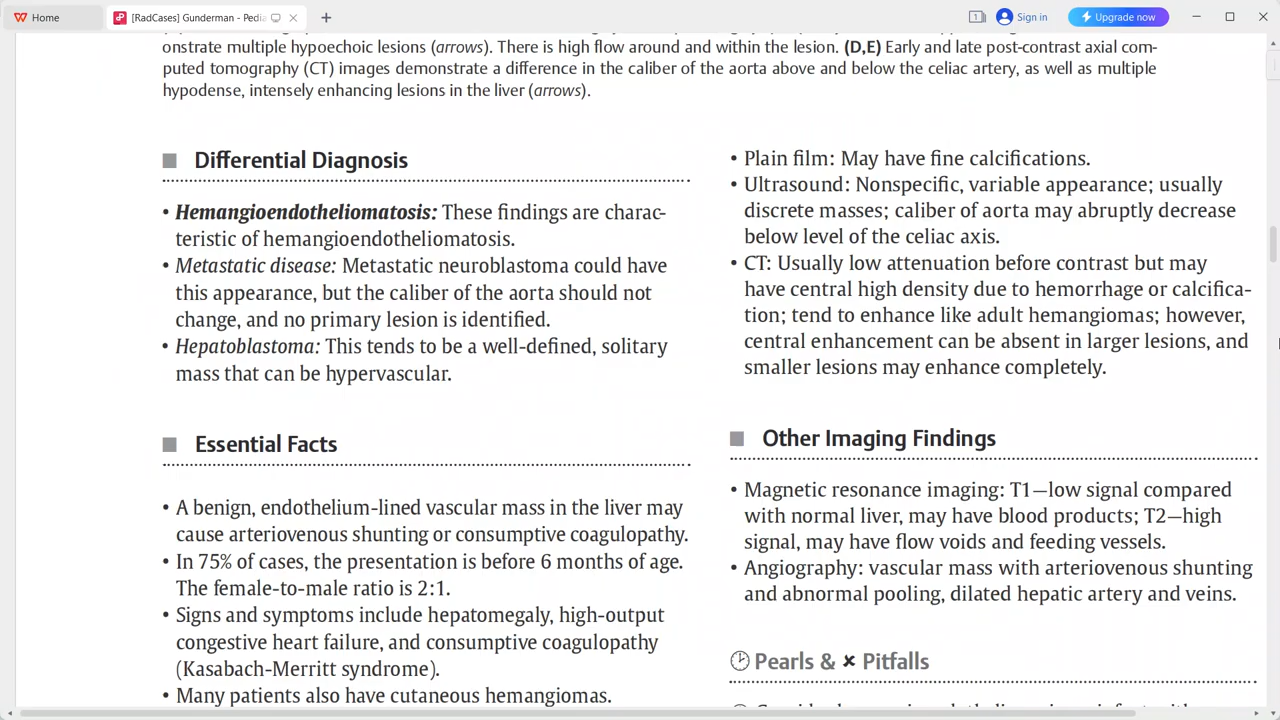 Home
[RadCases] Gunderman - Pedia
1
Sign in
Upgrade now
onstrate multiple hypoechoic lesions (arrows). There is high flow around and within the lesion. (D,E) Early and late post-contrast axial com-
puted tomography (CT) images demonstrate a difference in the caliber of the aorta above and below the celiac artery, as well as multiple
hypodense, intensely enhancing lesions in the liver (arrows).
Differential Diagnosis
• Hemangioendotheliomatosis: These findings are charac-
teristic of hemangioendotheliomatosis.
• Metastatic disease: Metastatic neuroblastoma could have
this appearance, but the caliber of the aorta should not
change, and no primary lesion is identified.
• Hepatoblastoma: This tends to be a well-defined, solitary
mass that can be hypervascular.
Essential Facts
• A benign, endothelium-lined vascular mass in the liver may
cause arteriovenous shunting or consumptive coagulopathy.
• In 75% of cases, the presentation is before 6 months of age.
The female-to-male ratio is 2:1.
• Signs and symptoms include hepatomegaly, high-output
congestive heart failure, and consumptive coagulopathy
(Kasabach-Merritt syndrome).
• Many patients also have cutaneous hemangiomas.
• Plain film: May have fine calcifications.
• Ultrasound: Nonspecific, variable appearance; usually
discrete masses; caliber of aorta may abruptly decrease
below level of the celiac axis.
• CT: Usually low attenuation before contrast but may
have central high density due to hemorrhage or calcifica-
tion; tend to enhance like adult hemangiomas; however,
central enhancement can be absent in larger lesions, and
smaller lesions may enhance completely.
Other Imaging Findings
• Magnetic resonance imaging: T1—low signal compared
with normal liver, may have blood products; T2—high
signal, may have flow voids and feeding vessels.
• Angiography: vascular mass with arteriovenous shunting
and abnormal pooling, dilated hepatic artery and veins.
Pearls & ✘ Pitfalls